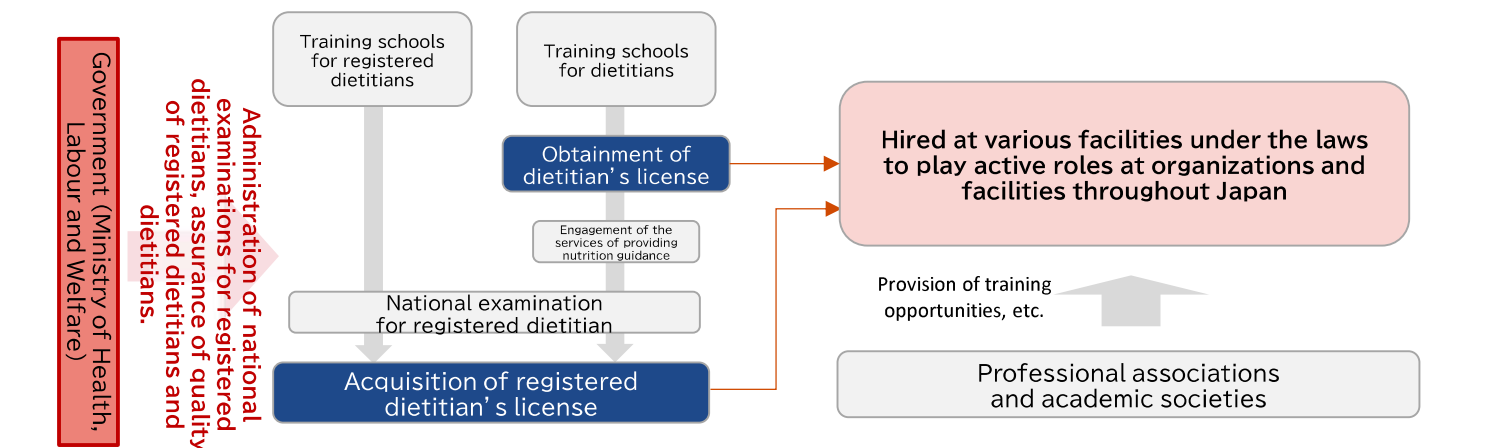 Government (Ministry of Health,
Labour and Welfare)
Administration of national
examinations for registered
dietitians, assurance of quality
of registered dietitians and
dietitians.
Training schools
for registered
dietitians
Training schools
for dietitians
Obtainment of
dietitian’s license
Engagement of the
services of providing
nutrition guidance
National examination
for registered dietitian
Acquisition of registered
dietitian’s license
Hired at various facilities under the laws
to play active roles at organizations and
facilities throughout Japan
Provision of training
opportunities, etc.
Professional associations
and academic societies